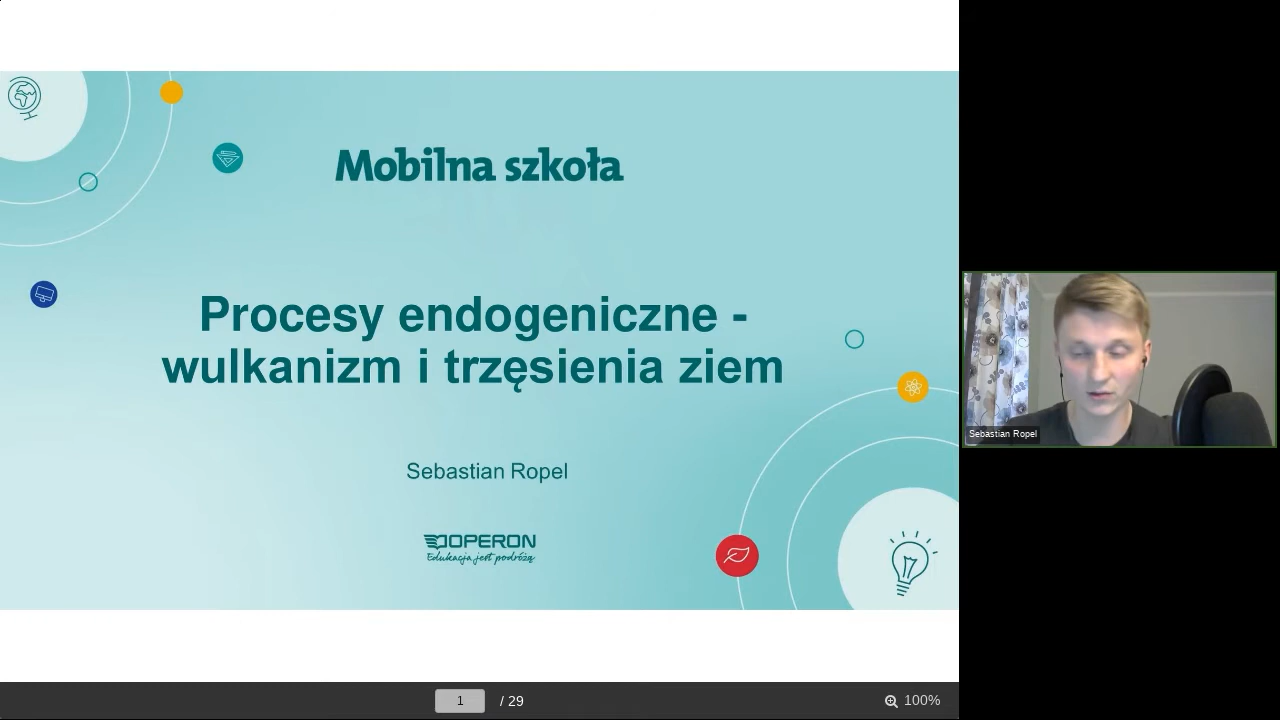 Mobilna szkoła
Procesy endogeniczne -
wulkanizm i trzęsienia ziem
Sebastian Ropel
OPERON
Edukacja jest podróżą
Sebastian Ropel
1 / 29
100%